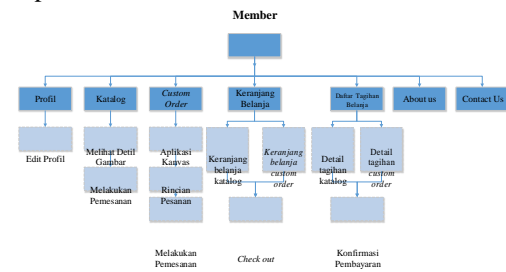 Member
Profil
Katalog
Custom
Order
Keranjang
Belanja
Daftar Tagihan
Belanja
About us
Contact Us
Edit Profil
Melihat Detil
Gambar
Aplikasi
Kanvas
Keranjang
belanja
katalog
Keranjang
belanja
custom
order
Detail
tagihan
katalog
Detail
tagihan
custom
order
Melakukan
Pemesanan
Rincian
Pesanan
Melakukan
Pemesanan
Check out
Konfirmasi
Pembayaran